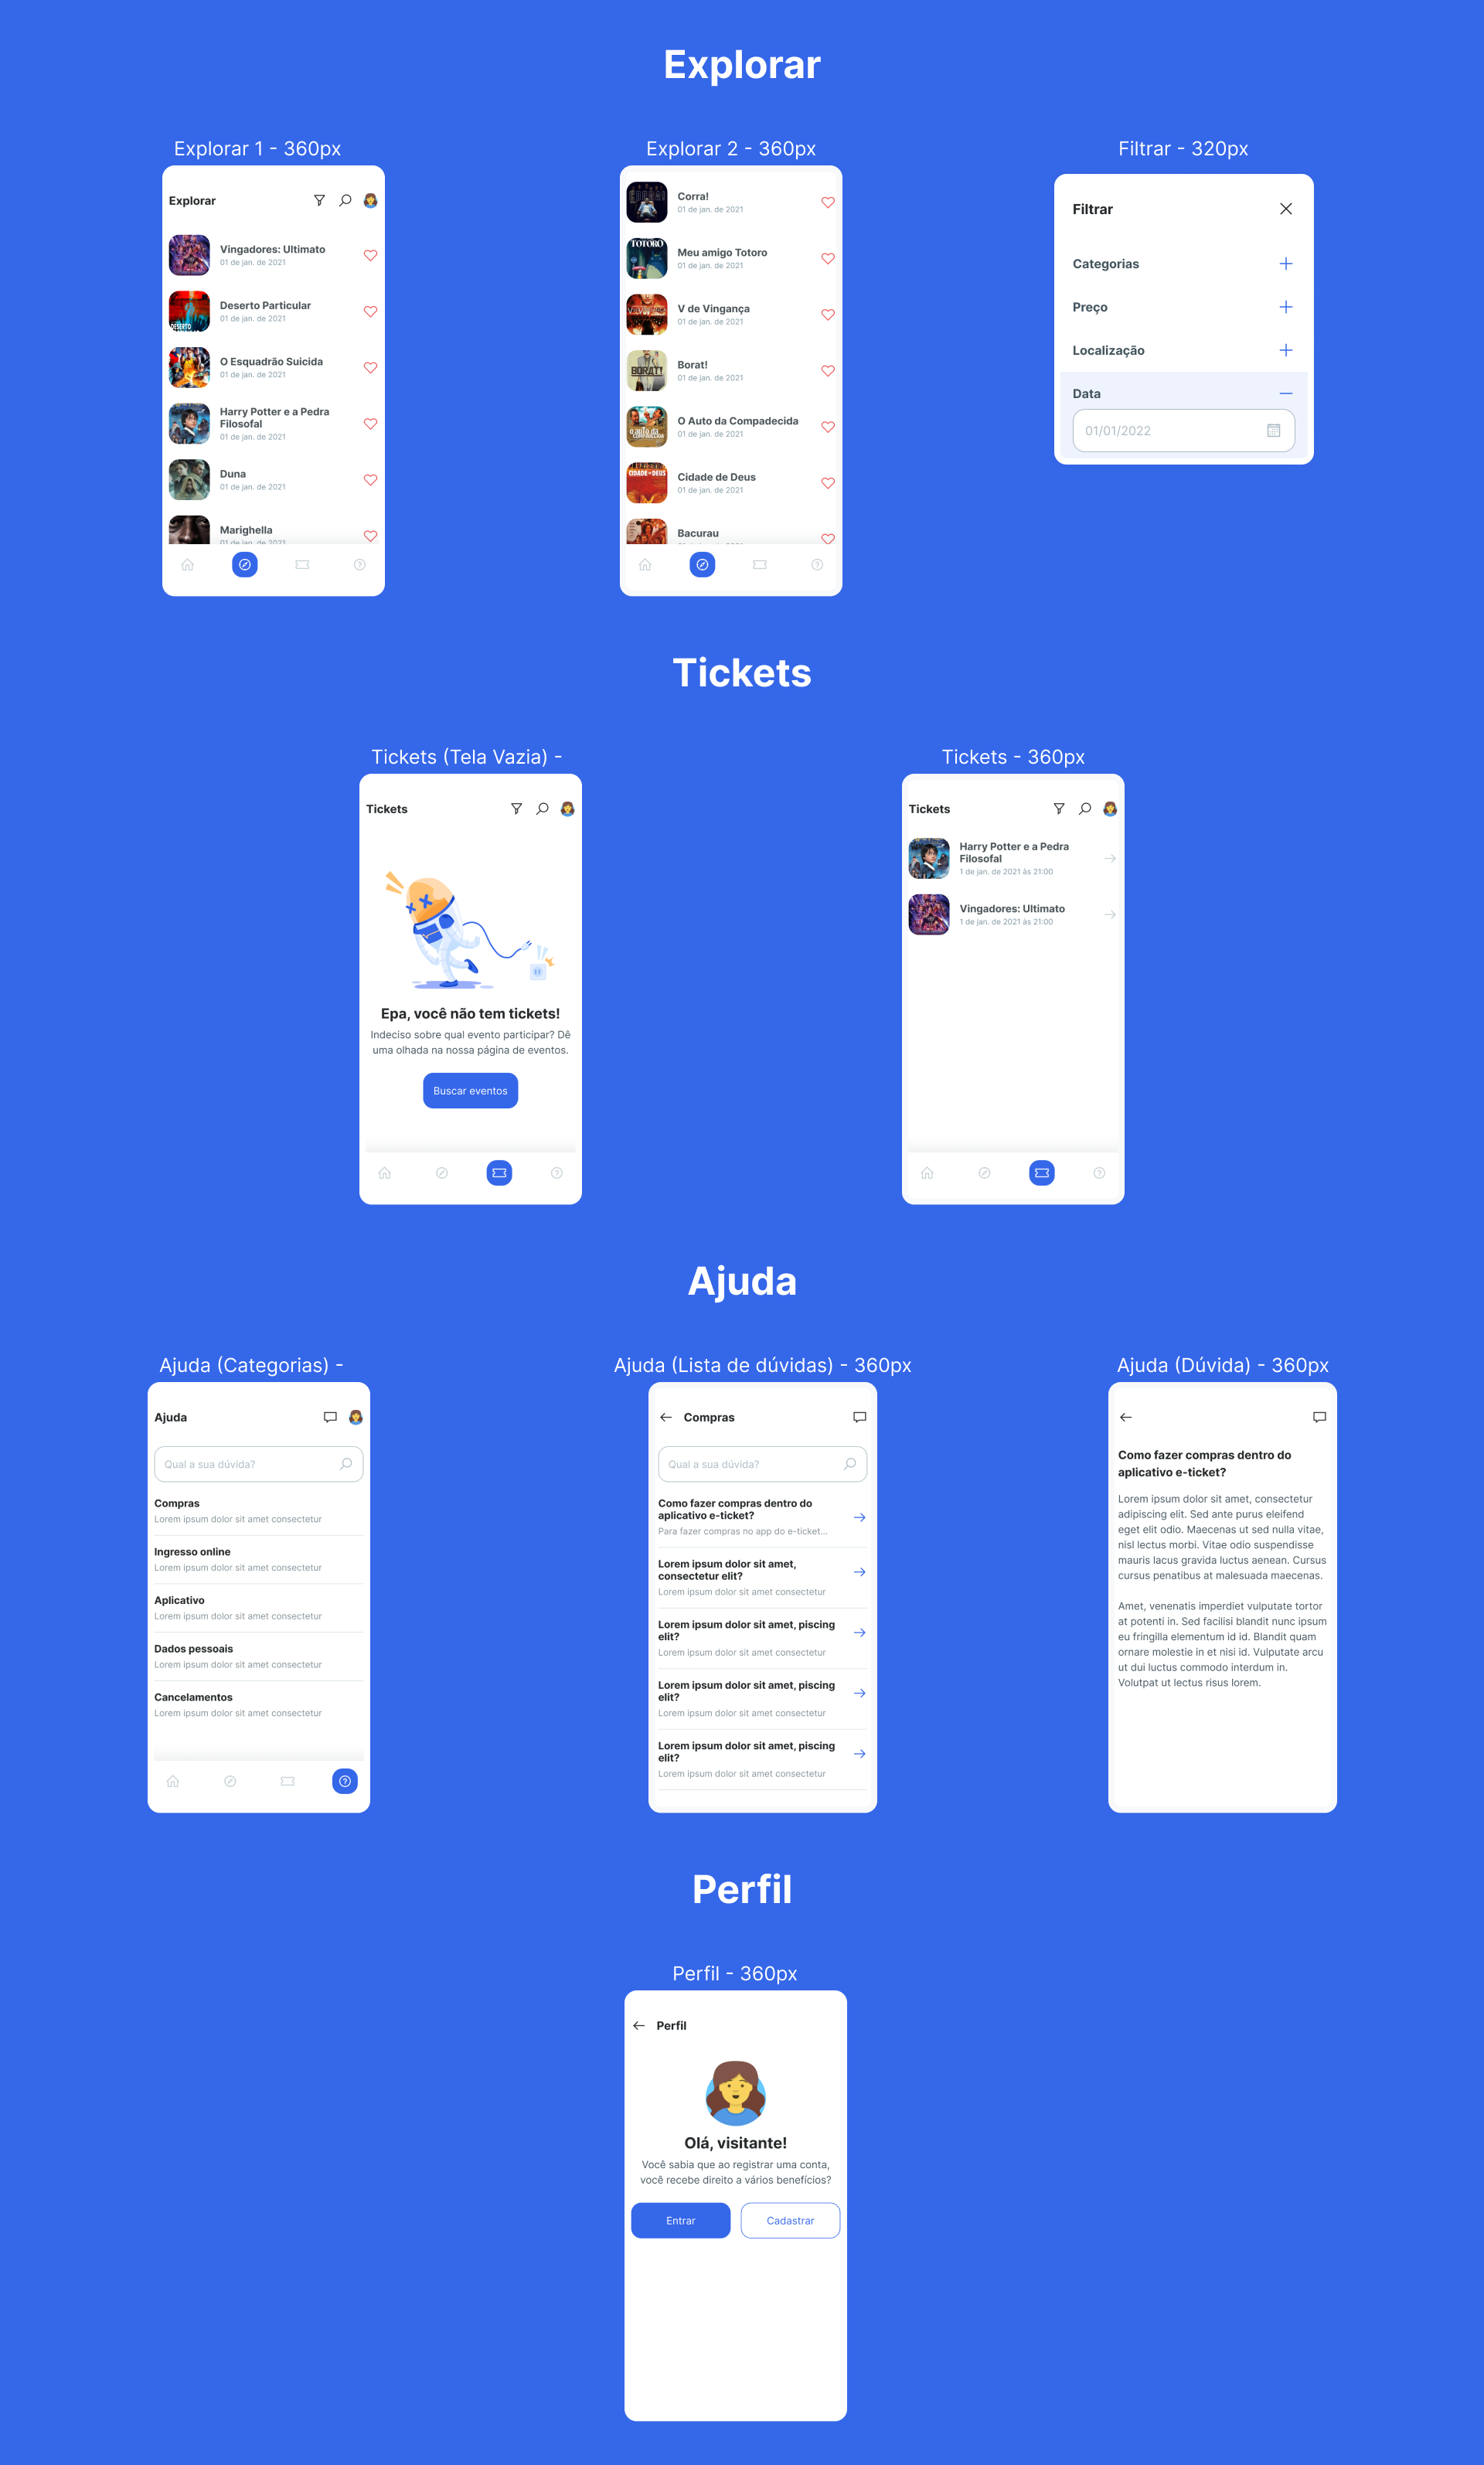 Explorar
Explorar 1 - 360px
Explorar
Vingadores: Ultimato
01 de jan. de 2021
Deserto Particular
01 de jan. de 2021
DESERTO
O Esquadrão Suicida
01 de jan. de 2021
Harry Potter e a Pedra
Filosofal
01 de jan. de 2021
Duna
01 de jan. de 2021
Marighella
01 de jan. de 2021
Explorar 2 - 360px
Corra!
01 de jan. de 2021
TOTORO
Meu amigo Totoro
01 de jan. de 2021
V de Vingança
01 de jan. de 2021
BORAT!
Borat!
01 de jan. de 2021
O Auto da Compadecida
01 de jan. de 2021
CIDADE DE DEUS
Cidade de Deus
01 de jan. de 2021
Bacurau
Filtrar - 320px
Filtrar
Categorias
Preço
Localização
Data
01/01/2022
Tickets
Tickets (Tela Vazia) -
Tickets
Epa, você não tem tickets!
Indeciso sobre qual evento participar? Dê
uma olhada na nossa página de eventos.
Buscar eventos
Tickets - 360px
Tickets
Harry Potter e a Pedra
Filosofal
1 de jan. de 2021 às 21:00
Vingadores: Ultimato
1 de jan. de 2021 às 21:00
Ajuda
Ajuda (Categorias) -
Ajuda
Qual a sua dúvida?
Compras
Lorem ipsum dolor sit amet consectetur
Ingresso online
Lorem ipsum dolor sit amet consectetur
Aplicativo
Lorem ipsum dolor sit amet consectetur
Dados pessoais
Lorem ipsum dolor sit amet consectetur
Cancelamentos
Lorem ipsum dolor sit amet consectetur
Ajuda (Lista de dúvidas) - 360px
Compras
Qual a sua dúvida?
Como fazer compras dentro do
aplicativo e-ticket?
Para fazer compras no app do e-ticket...
Lorem ipsum dolor sit amet,
consectetur elit?
Lorem ipsum dolor sit amet consectetur
Lorem ipsum dolor sit amet, piscing
elit?
Lorem ipsum dolor sit amet consectetur
Lorem ipsum dolor sit amet, piscing
elit?
Lorem ipsum dolor sit amet consectetur
Lorem ipsum dolor sit amet, piscing
elit?
Lorem ipsum dolor sit amet consectetur
Ajuda (Dúvida) - 360px
Como fazer compras dentro do
aplicativo e-ticket?
Lorem ipsum dolor sit amet, consectetur
adipiscing elit. Sed ante purus eleifend
eget elit odio. Maecenas ut sed nulla vitae,
nisl lectus morbi. Vitae odio suspendisse
mauris lacus gravida luctus aenean. Cursus
cursus penatibus at malesuada maecenas.
Amet, venenatis imperdiet vulputate tortor
at potenti in. Sed facilisi blandit nunc ipsum
eu fringilla elementum id id. Blandit quam
ornare molestie in et nisi id. Vulputate arcu
ut dui luctus commodo interdum in.
Volutpat ut lectus risus lorem.
Perfil
Perfil - 360px
Perfil
Olá, visitante!
Você sabia que ao registrar uma conta,
você recebe direito a vários benefícios?
Entrar
Cadastrar